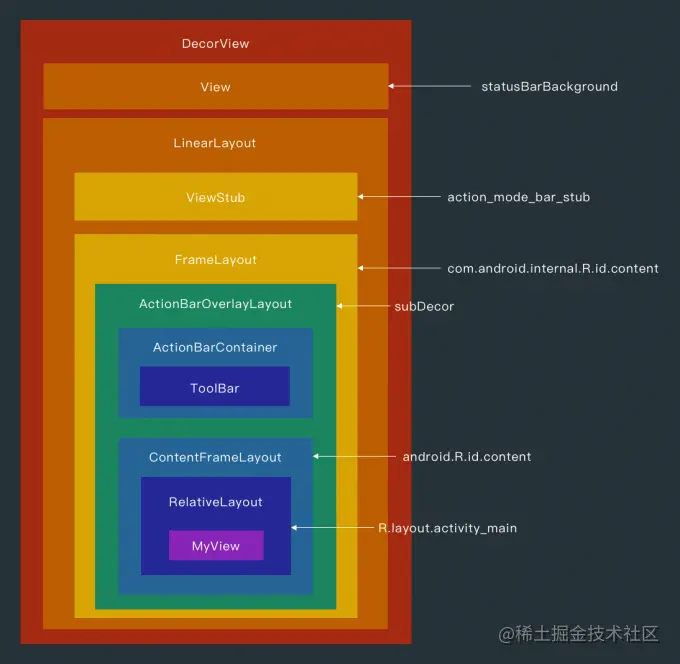 DecorView
View
statusBarBackground
LinearLayout
ViewStub
action_mode_bar_stub
FrameLayout
com.android.internal.R.id.content
ActionBarOverlayLayout
subDecor
ActionBarContainer
ToolBar
ContentFrameLayout
android.R.id.content
RelativeLayout
R.layout.activity_main
MyView
@稀土掘金技术社区